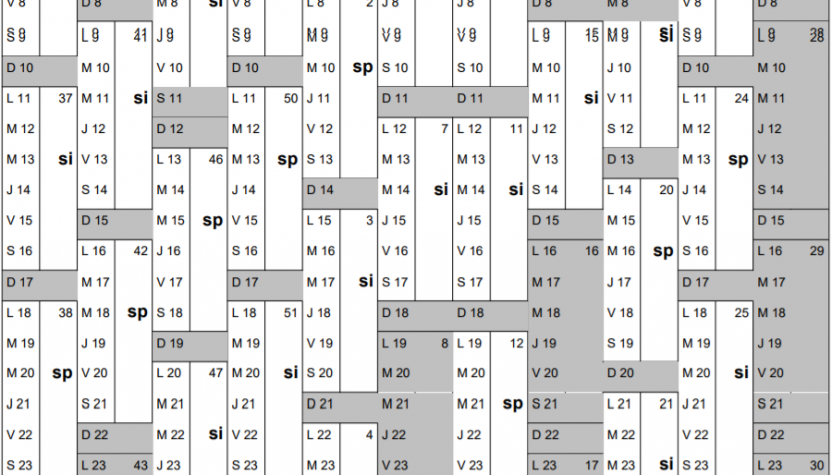 V 8 D 8 M 8 si V 8 L 8 2 J 8 J 8 D 8 M 8 V 8 D 8
S 9 L 9 41 J 9 S 9 M 9 V 9 V 9 L 9 15 M 9 si S 9 L 9 28
D 10 M 10 V 10 D 10 M 10 sp S 10 S 10 M 10 J 10 D 10 M 10
L 11 37 M 11 si S 11 L 11 50 J 11 D 11 D 11 M 11 si V 11 L 11 24 M 11
M 12 J 12 D 12 M 12 V 12 L 12 7 L 12 11 J 12 S 12 M 12 J 12
M 13 si V 13 L 13 46 M 13 sp S 13 M 13 M 13 V 13 D 13 M 13 sp V 13
J 14 S 14 M 14 J 14 D 14 M 14 si M 14 si S 14 L 14 20 J 14 S 14
V 15 D 15 M 15 sp V 15 L 15 3 J 15 J 15 D 15 M 15 V 15 D 15
S 16 L 16 42 J 16 S 16 M 16 V 16 V 16 L 16 16 M 16 sp S 16 L 16 29
D 17 M 17 V 17 D 17 M 17 si S 17 S 17 M 17 J 17 D 17 M 17
L 18 38 M 18 sp S 18 L 18 51 J 18 D 18 D 18 M 18 V 18 L 18 25 M 18
M 19 J 19 D 19 M 19 V 19 L 19 8 L 19 12 J 19 S 19 M 19 J 19
M 20 sp V 20 L 20 47 M 20 si S 20 M 20 M 20 V 20 D 20 M 20 si V 20
J 21 S 21 M 21 J 21 D 21 M 21 M 21 sp S 21 L 21 21 J 21 S 21
V 22 D 22 M 22 si V 22 L 22 4 J 22 J 22 D 22 M 22 V 22 D 22
S 23 L 23 43 J 23 S 23 M 23 V 23 V 23 L 23 17 M 23 si S 23 L 23 30